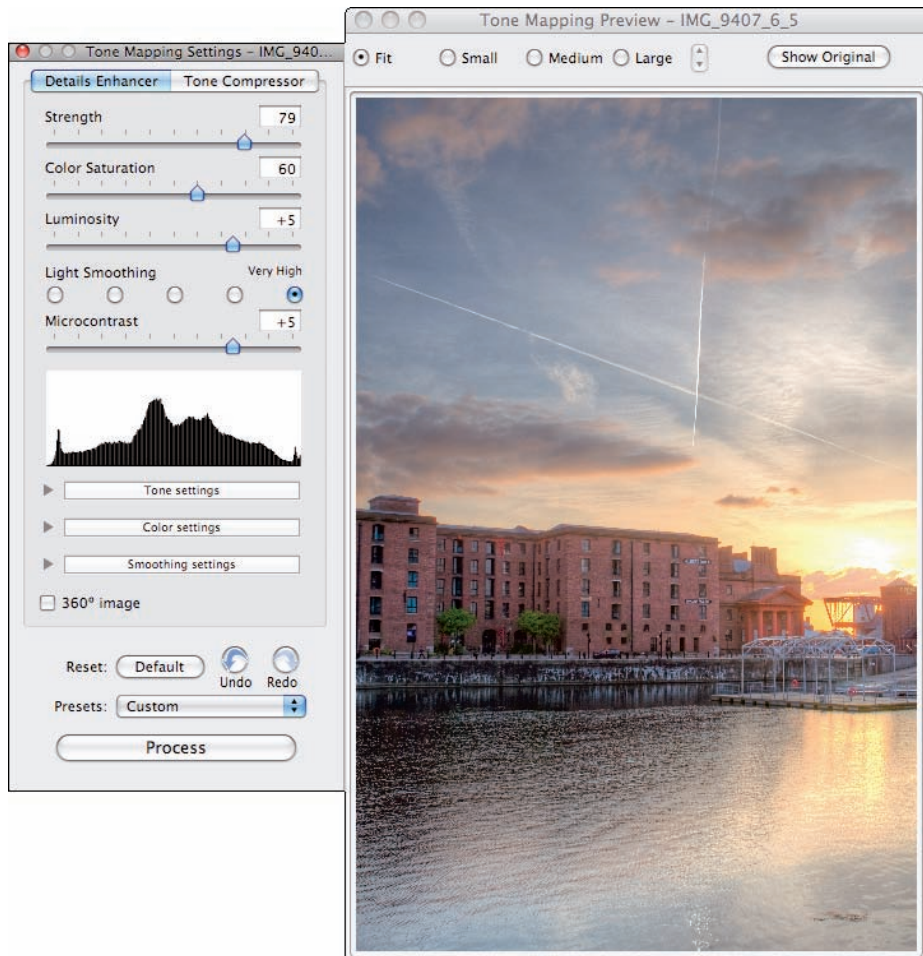 Tone Mapping Settings – IMG_940...
Details Enhancer Tone Compressor
Strength 79
Color Saturation 60
Luminosity +5
Light Smoothing Very High
Microcontrast +5
Tone settings
Color settings
Smoothing settings
360º image
Reset: Default Undo Redo
Presets: Custom
Process
Tone Mapping Preview – IMG_9407_6_5
Fit Small Medium Large Show Original